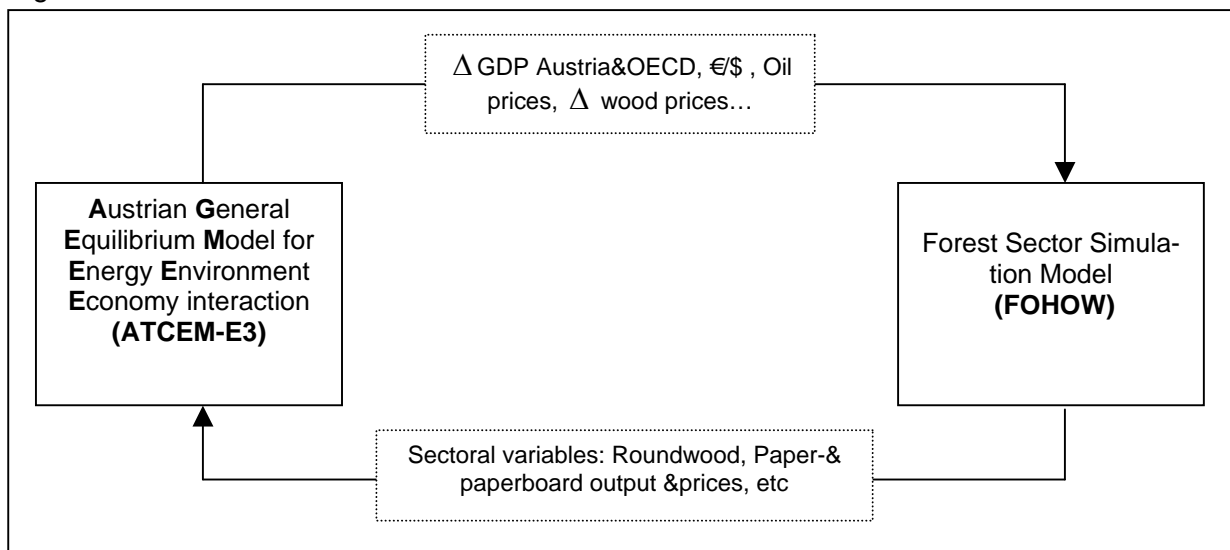 Δ GDP Austria&OECD, €/$ , Oil
prices, Δ wood prices…
Austrian General
Equilibrium Model for
Energy Environment
Economy interaction
(ATCEM-E3)
Forest Sector Simula-
tion Model
(FOHOW)
Sectoral variables: Roundwood, Paper-&
paperboard output &prices, etc